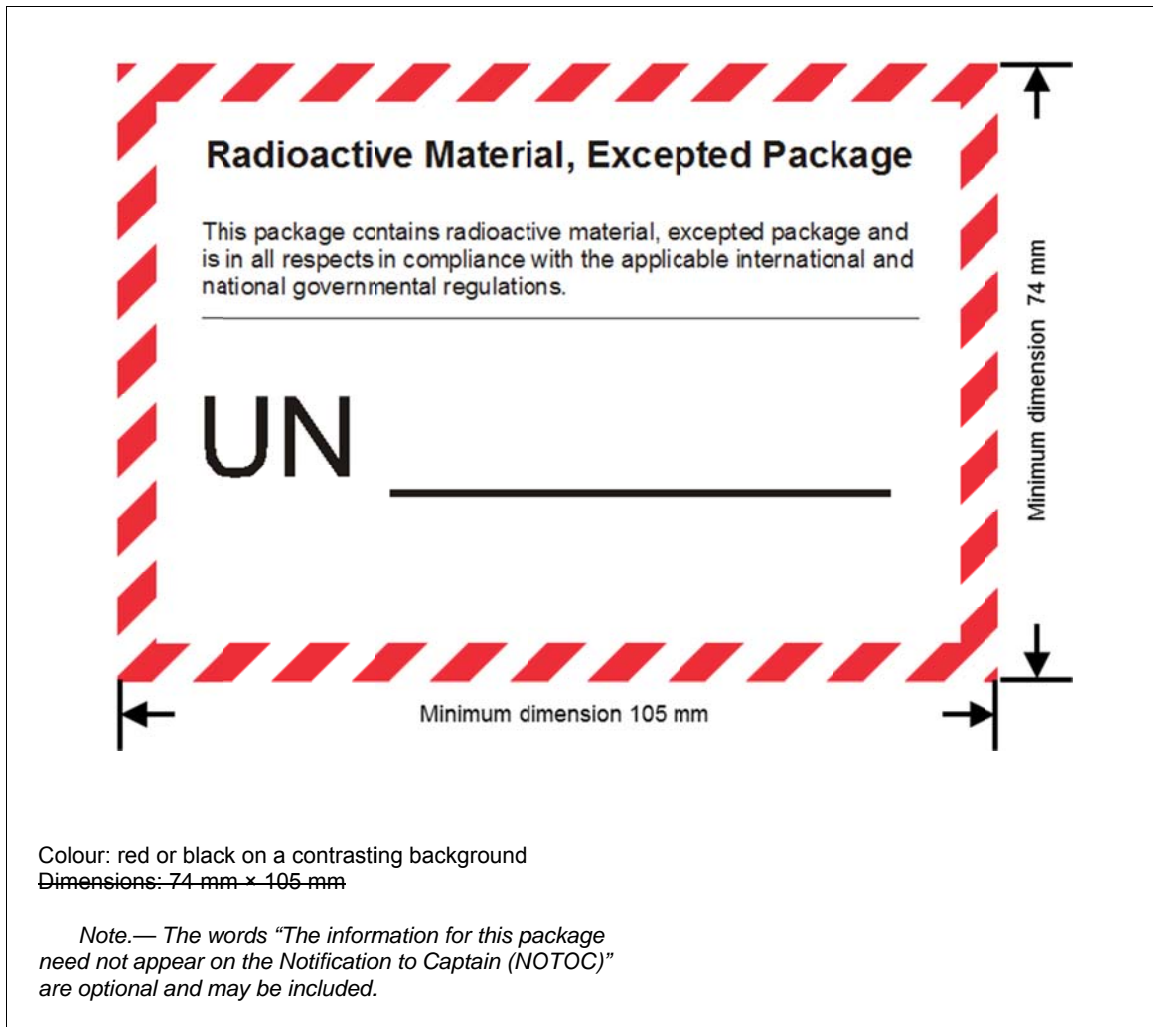 Radioactive Material, Excepted Package
This package contains radioactive material, excepted package and
is in all respects in compliance with the applicable international and
national governmental regulations.
UN
Minimum dimension 74 mm
Minimum dimension 105 mm
Colour: red or black on a contrasting background
Dimensions: 74 mm × 105 mm
Note.— The words “The information for this package
need not appear on the Notification to Captain (NOTOC)”
are optional and may be included.